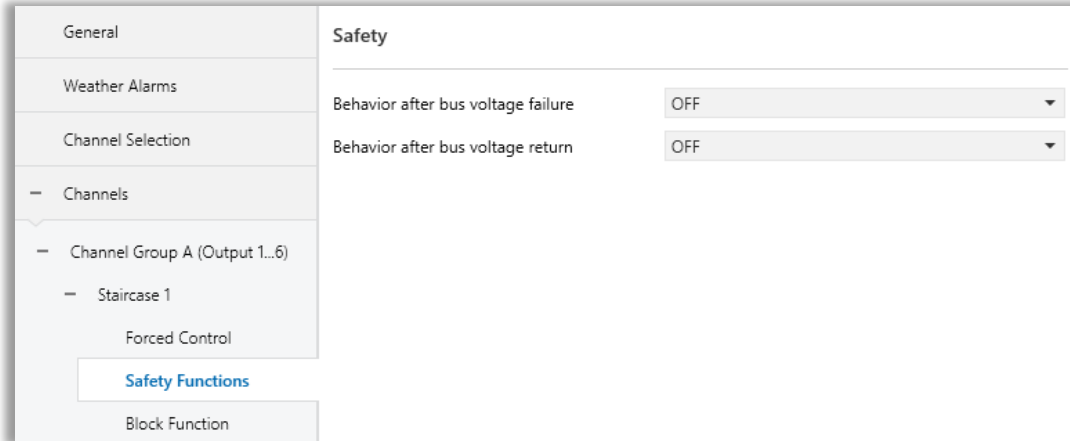 General
Weather Alarms
Channel Selection
Channels
Channel Group A (Output 1...6)
Staircase 1
Forced Control
Safety Functions
Block Function
Safety
Behavior after bus voltage failure OFF
Behavior after bus voltage return OFF